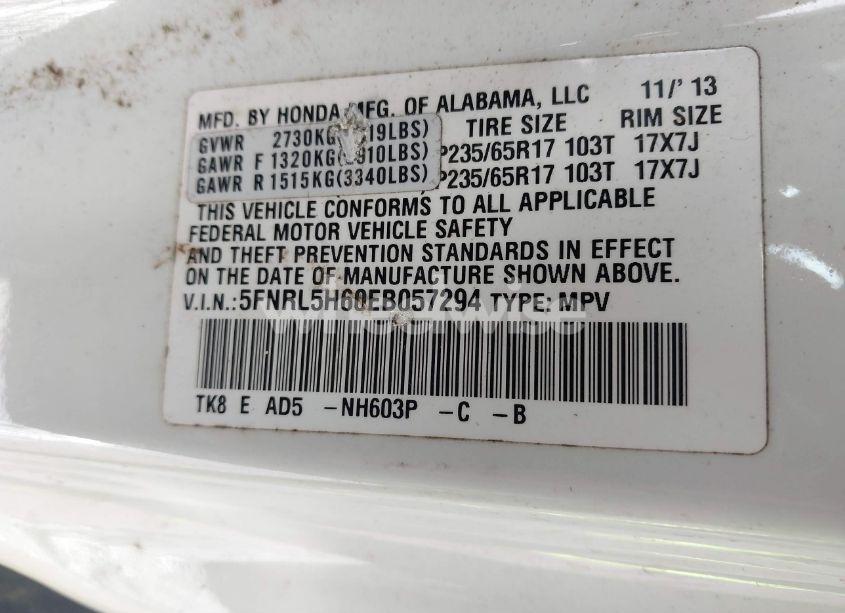 MFD. BY HONDA MFG. OF ALABAMA, LLC 11/'13
GVWR 2730KG( 19LBS) TIRE SIZE RIM SIZE
GAWR F 1320KG( 910LBS) P235/65R17 103T 17X7J
GAWR R 1515KG(3340LBS) P235/65R17 103T 17X7J
THIS VEHICLE CONFORMS TO ALL APPLICABLE
FEDERAL MOTOR VEHICLE SAFETY
AND THEFT PREVENTION STANDARDS IN EFFECT
ON THE DATE OF MANUFACTURE SHOWN ABOVE.
V.I.N.:5FNRL5H60EB057294 TYPE: MPV
TK8 E AD5 -NH603P -C -B